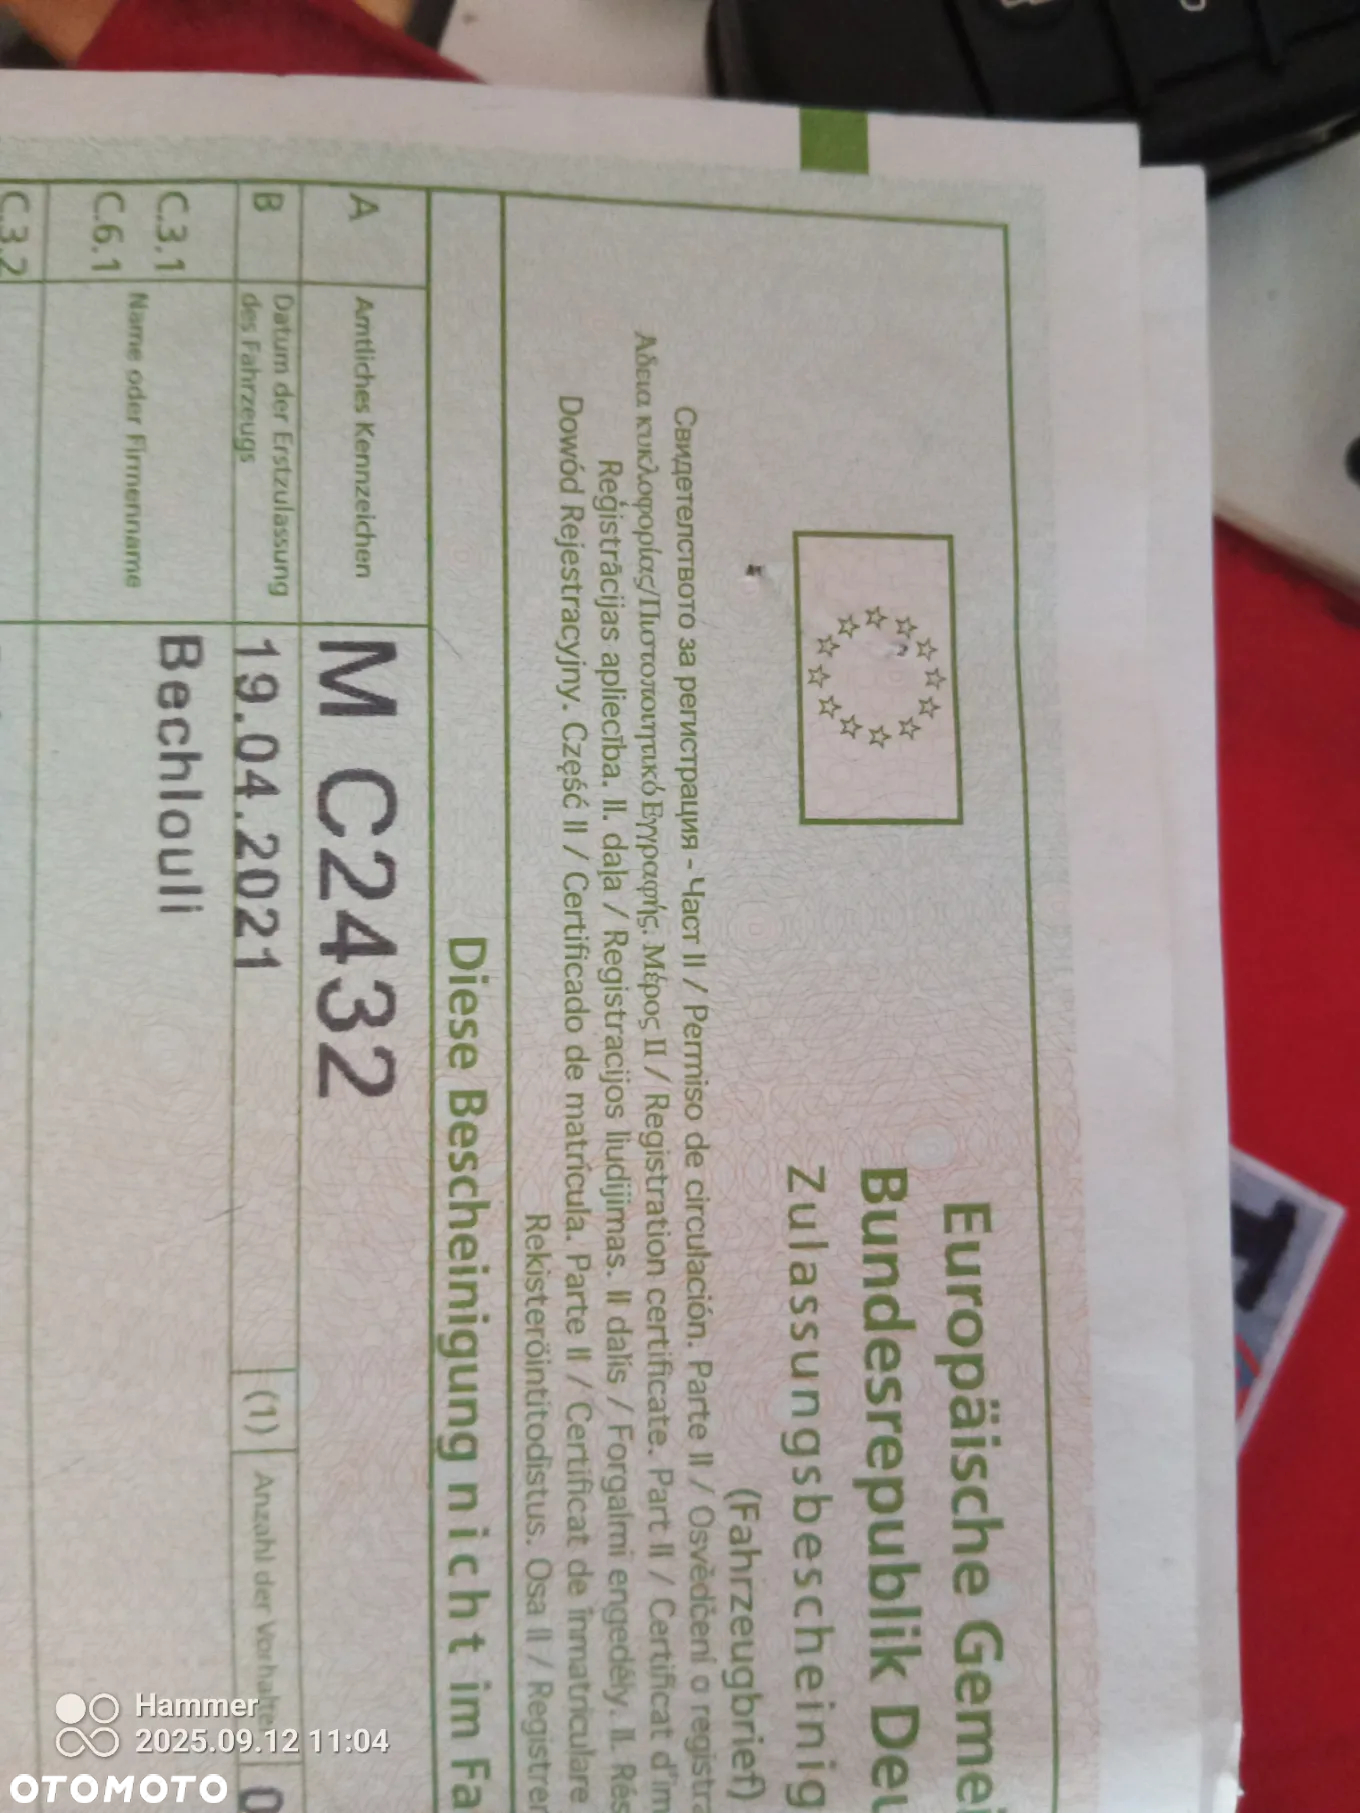 Europäische Gemei
Bundesrepublik Deu
Zulassungsbescheinig
(Fahrzeugbrief)
Свидетелството за регистрация - Част II / Permiso de circulación. Parte II / Osvědčení o registra
Αδεια κυκλοφορίας/Πιστοποιητικό Εγγραφής. Μέρος II / Registration certificate. Part II / Certificat d'im
Reģistrācijas apliecība. II. daļa / Registracijos liudijimas. II dalis / Forgalmi engedély. II. Rés
Dowód Rejestracyjny. Część II / Certificado de matrícula. Parte II / Certificat de înmatriculare
Rekisteröintitodistus. Osa II / Registrer
Diese Bescheinigung nicht im Fa
A Amtliches Kennzeichen M C2432
B Datum der Erstzulassung des Fahrzeugs 19.04.2021 (1) Anzahl der Vorhalter 0
C.3.1
C.6.1 Name oder Firmenname Bechlouli
C.3.2
Hammer
2025.09.12 11:04
OTOMOTO